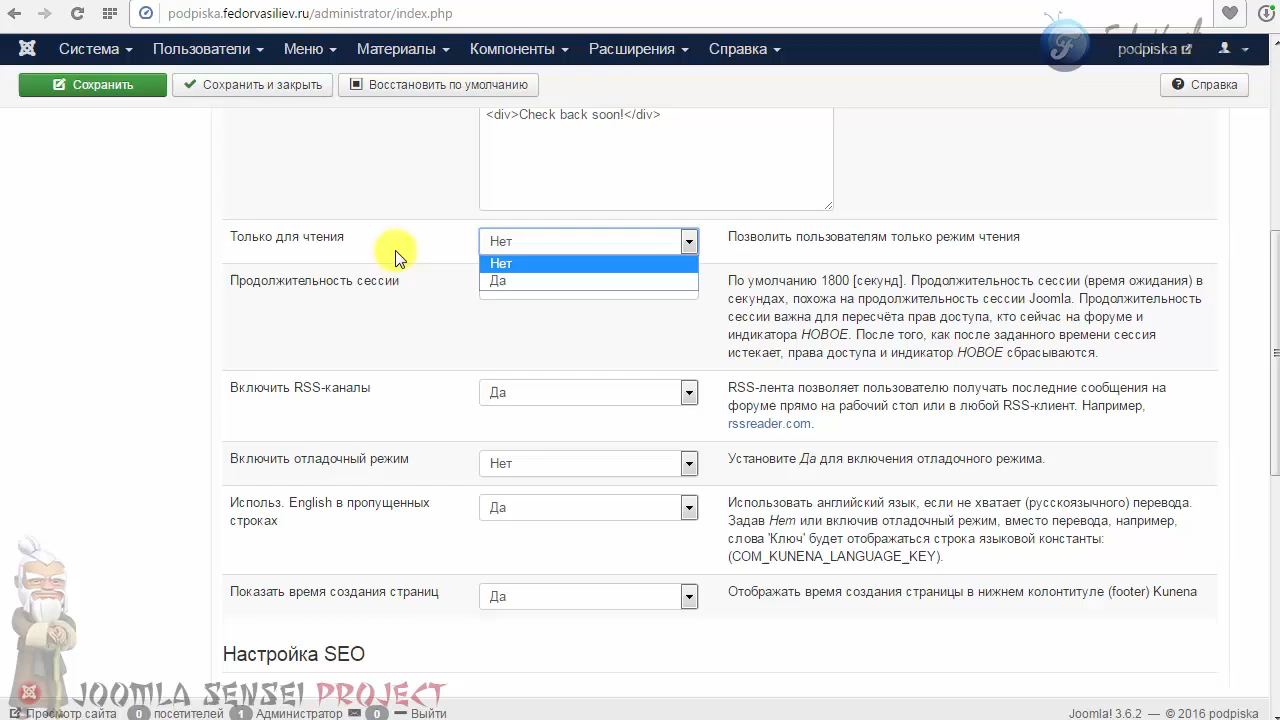 podpiska.fedorvasiliev.ru/administrator/index.php
Система Пользователи Меню Материалы Компоненты Расширения Справка podpiska
Сохранить Сохранить и закрыть Восстановить по умолчанию Справка
<div>Check back soon!</div>
Только для чтения
Нет
Позволить пользователям только режим чтения
Нет
Да
Продолжительность сессии
По умолчанию 1800 [секунд]. Продолжительность сессии (время ожидания) в
секундах, похожа на продолжительность сессии Joomla. Продолжительность
сессии важна для пересчёта прав доступа, кто сейчас на форуме и
индикатора НОВОЕ. После того, как после заданного времени сессия
истекает, права доступа и индикатор НОВОЕ сбрасываются.
Включить RSS-каналы
Да
RSS-лента позволяет пользователю получать последние сообщения на
форуме прямо на рабочий стол или в любой RSS-клиент. Например,
rssreader.com.
Включить отладочный режим
Нет
Установите Да для включения отладочного режима.
Использ. English в пропущенных
строках
Да
Использовать английский язык, если не хватает (русскоязычного) перевода.
Задав Нет или включив отладочный режим, вместо перевода, например,
слова 'Ключ' будет отображаться строка языковой константы:
(COM_KUNENA_LANGUAGE_KEY).
Показать время создания страниц
Да
Отображать время создания страницы в нижнем колонтитуле (footer) Kunena
Настройка SEO
JOOMLA SENSEI PROJECT
Просмотр сайта 0 посетителей 1 Администратор 0 Выйти
Joomla! 3.6.2 — © 2016 podpiska